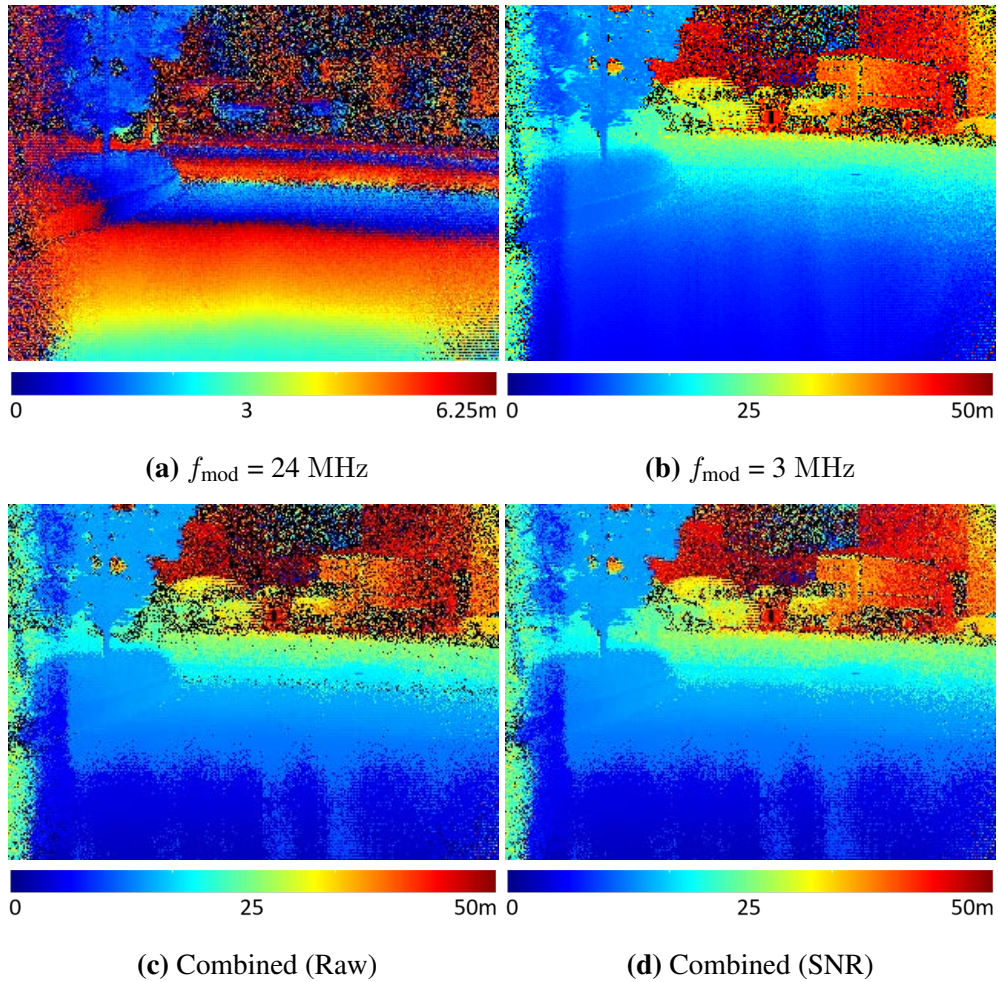 0 3 6.25m 0 25 50m
(a) fmod = 24 MHz (b) fmod = 3 MHz
0 25 50m 0 25 50m
(c) Combined (Raw) (d) Combined (SNR)